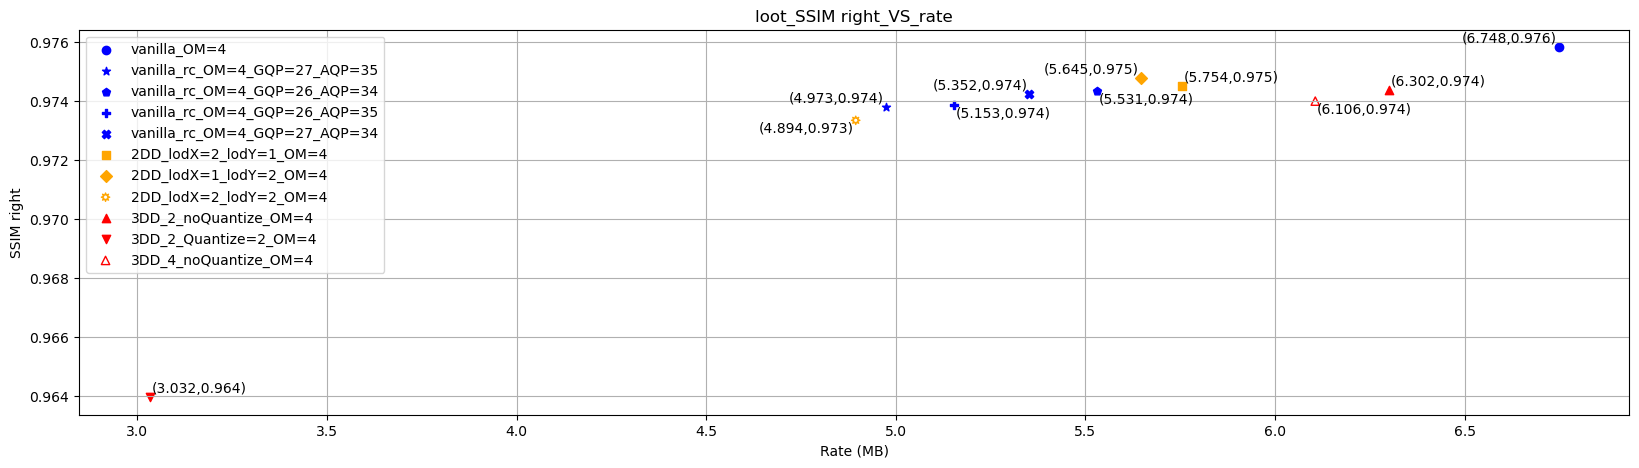 loot_SSIM right_VS_rate
0.976
0.974
0.972
0.970
0.968
0.966
0.964
SSIM right
vanilla_OM=4
vanilla_rc_OM=4_GQP=27_AQP=35
vanilla_rc_OM=4_GQP=26_AQP=34
vanilla_rc_OM=4_GQP=26_AQP=35
vanilla_rc_OM=4_GQP=27_AQP=34
2DD_lodX=2_lodY=1_OM=4
2DD_lodX=1_lodY=2_OM=4
2DD_lodX=2_lodY=2_OM=4
3DD_2_noQuantize_OM=4
3DD_2_Quantize=2_OM=4
3DD_4_noQuantize_OM=4
(6.748,0.976)
(5.645,0.975)
(5.754,0.975)
(6.302,0.974)
(5.352,0.974)
(4.973,0.974)
(5.531,0.974)
(6.106,0.974)
(5.153,0.974)
(4.894,0.973)
(3.032,0.964)
3.0
3.5
4.0
4.5
5.0
5.5
6.0
6.5
Rate (MB)